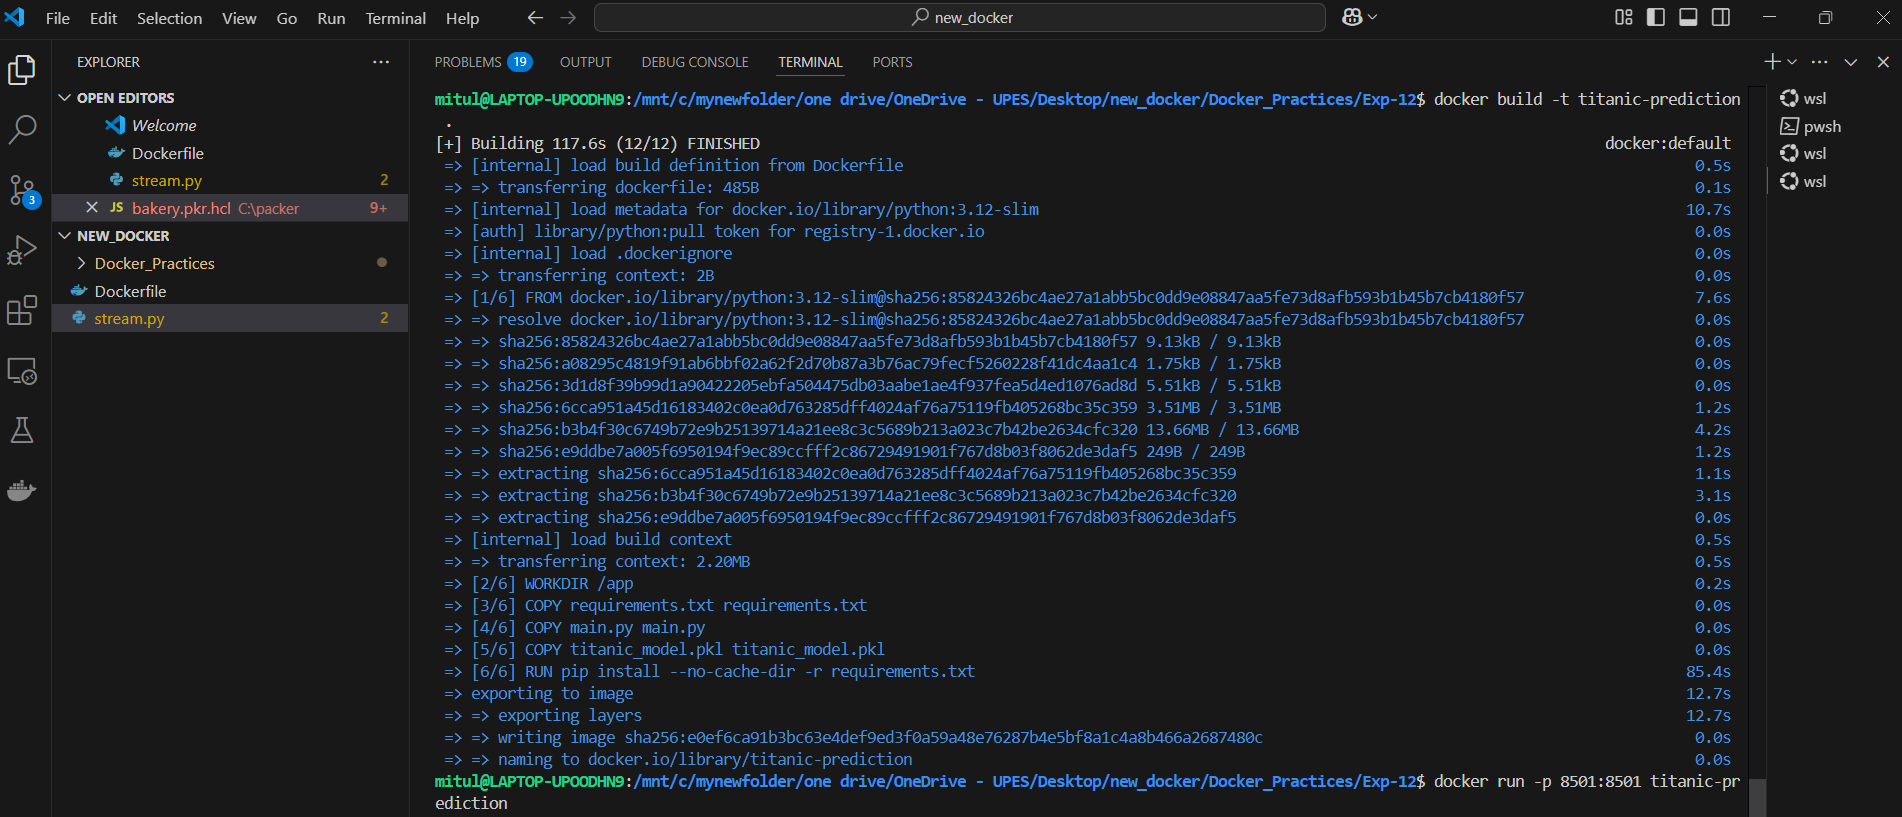 File Edit Selection View Go Run Terminal Help new_docker
EXPLORER
OPEN EDITORS
Welcome
Dockerfile
stream.py 2
JS bakery.pkr.hcl C:\packer 9+
NEW_DOCKER
Docker_Practices
Dockerfile
stream.py 2
3
PROBLEMS 19 OUTPUT DEBUG CONSOLE TERMINAL PORTS
mitul@LAPTOP-UPOODHN9:/mnt/c/mynewfolder/one drive/OneDrive - UPES/Desktop/new_docker/Docker_Practices/Exp-12$ docker build -t titanic-prediction
.
[+] Building 117.6s (12/12) FINISHED docker:default
=> [internal] load build definition from Dockerfile 0.5s
=> => transferring dockerfile: 485B 0.1s
=> [internal] load metadata for docker.io/library/python:3.12-slim 10.7s
=> [auth] library/python:pull token for registry-1.docker.io 0.0s
=> [internal] load .dockerignore 0.0s
=> => transferring context: 2B 0.0s
=> [1/6] FROM docker.io/library/python:3.12-slim@sha256:85824326bc4ae27a1abb5bc0dd9e08847aa5fe73d8afb593b1b45b7cb4180f57 7.6s
=> => resolve docker.io/library/python:3.12-slim@sha256:85824326bc4ae27a1abb5bc0dd9e08847aa5fe73d8afb593b1b45b7cb4180f57 0.0s
=> => sha256:85824326bc4ae27a1abb5bc0dd9e08847aa5fe73d8afb593b1b45b7cb4180f57 9.13kB / 9.13kB 0.0s
=> => sha256:a08295c4819f91ab6bbf02a62f2d70b87a3b76ac79fecf5260228f41dc4aa1c4 1.75kB / 1.75kB 0.0s
=> => sha256:3d1d8f39b99d1a90422205ebfa504475db03aabe1ae4f937fea5d4ed1076ad8d 5.51kB / 5.51kB 0.0s
=> => sha256:6cca951a45d16183402c0ea0d763285dff4024af76a75119fb405268bc35c359 3.51MB / 3.51MB 1.2s
=> => sha256:b3b4f30c6749b72e9b25139714a21ee8c3c5689b213a023c7b42be2634cfc320 13.66MB / 13.66MB 4.2s
=> => sha256:e9ddbe7a005f6950194f9ec89ccfff2c86729491901f767d8b03f8062de3daf5 249B / 249B 1.2s
=> => extracting sha256:6cca951a45d16183402c0ea0d763285dff4024af76a75119fb405268bc35c359 1.1s
=> => extracting sha256:b3b4f30c6749b72e9b25139714a21ee8c3c5689b213a023c7b42be2634cfc320 3.1s
=> => extracting sha256:e9ddbe7a005f6950194f9ec89ccfff2c86729491901f767d8b03f8062de3daf5 0.0s
=> [internal] load build context 0.5s
=> => transferring context: 2.20MB 0.5s
=> [2/6] WORKDIR /app 0.2s
=> [3/6] COPY requirements.txt requirements.txt 0.0s
=> [4/6] COPY main.py main.py 0.0s
=> [5/6] COPY titanic_model.pkl titanic_model.pkl 0.0s
=> [6/6] RUN pip install --no-cache-dir -r requirements.txt 85.4s
=> exporting to image 12.7s
=> => exporting layers 12.7s
=> => writing image sha256:e0ef6ca91b3bc63e4def9ed3f0a59a48e76287b4e5bf8a1c4a8b466a2687480c 0.0s
=> => naming to docker.io/library/titanic-prediction 0.0s
mitul@LAPTOP-UPOODHN9:/mnt/c/mynewfolder/one drive/OneDrive - UPES/Desktop/new_docker/Docker_Practices/Exp-12$ docker run -p 8501:8501 titanic-pr
ediction
wsl
pwsh
wsl
wsl